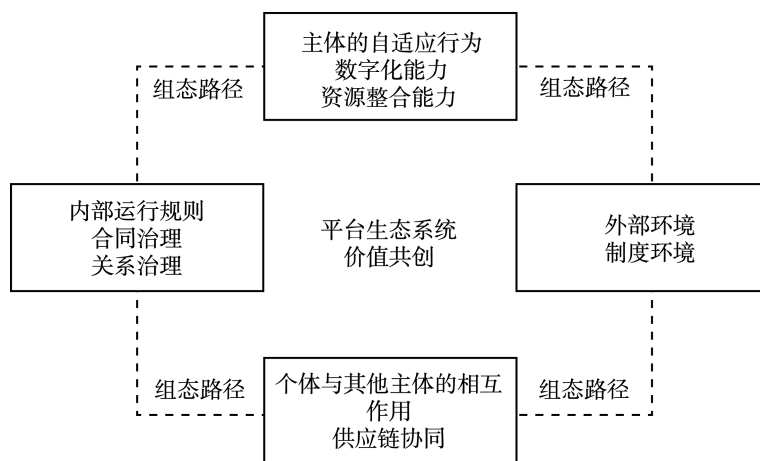 主体的自适应行为
数字化能力
资源整合能力
组态路径
组态路径
内部运行规则
合同治理
关系治理
平台生态系统
价值共创
外部环境
制度环境
组态路径
组态路径
个体与其他主体的相互
作用
供应链协同